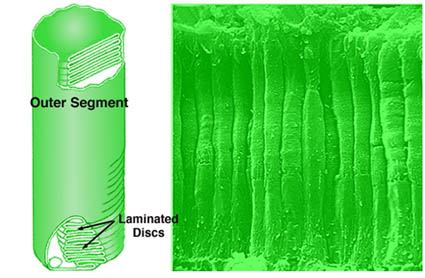 Outer Segment
Laminated
Discs